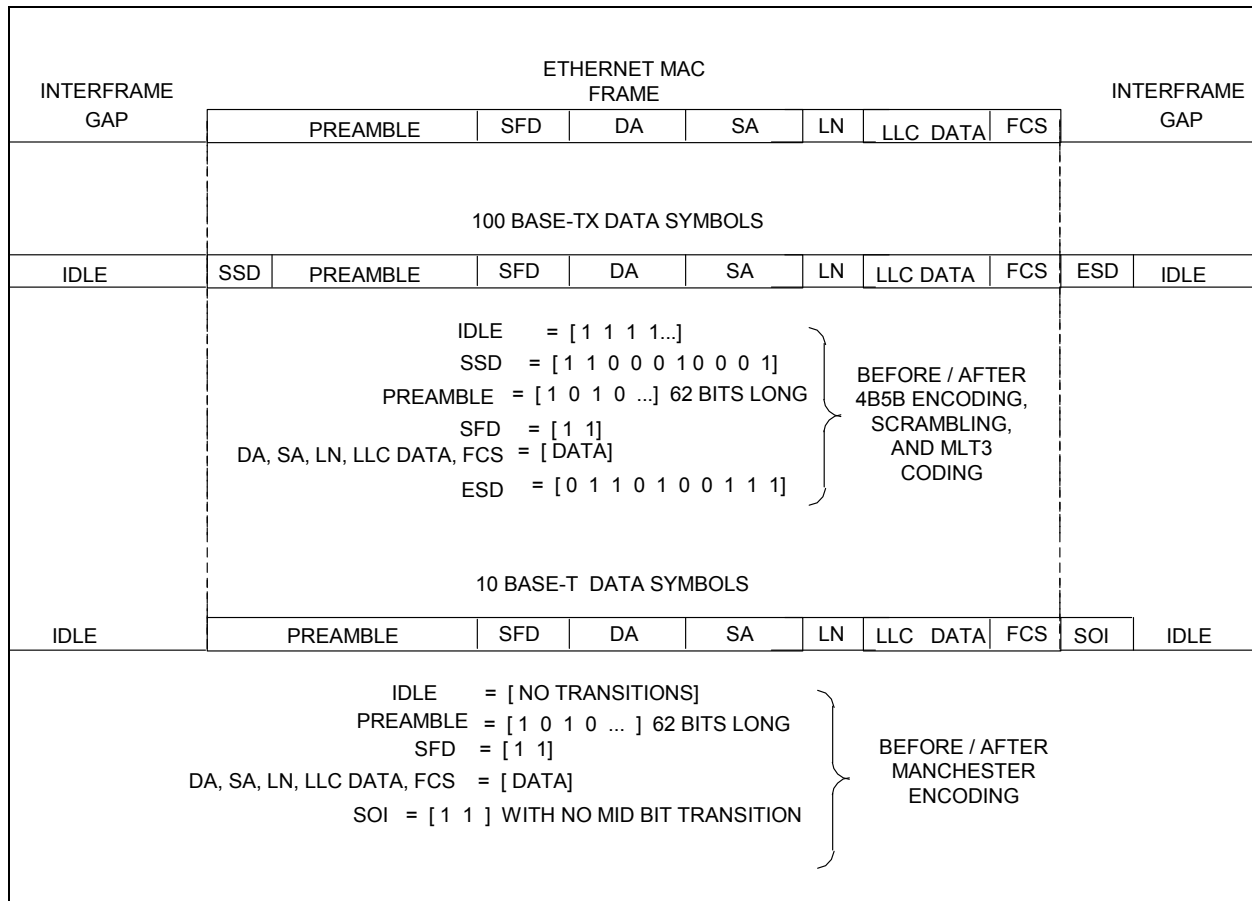 ETHERNET MAC
FRAME
INTERFRAME
GAP
INTERFRAME
GAP
PREAMBLE SFD DA SA LN LLC DATA FCS
100 BASE-TX DATA SYMBOLS
IDLE SSD PREAMBLE SFD DA SA LN LLC DATA FCS ESD IDLE
IDLE = [ 1 1 1 1...]
SSD = [ 1 1 0 0 0 1 0 0 0 1]
PREAMBLE = [ 1 0 1 0 ...] 62 BITS LONG
SFD = [ 1 1]
DA, SA, LN, LLC DATA, FCS = [ DATA]
ESD = [ 0 1 1 0 1 0 0 1 1 1]
BEFORE / AFTER
4B5B ENCODING,
SCRAMBLING,
AND MLT3
CODING
10 BASE-T DATA SYMBOLS
IDLE PREAMBLE SFD DA SA LN LLC DATA FCS SOI IDLE
IDLE = [ NO TRANSITIONS]
PREAMBLE = [ 1 0 1 0 ... ] 62 BITS LONG
SFD = [ 1 1]
DA, SA, LN, LLC DATA, FCS = [ DATA]
SOI = [ 1 1 ] WITH NO MID BIT TRANSITION
BEFORE / AFTER
MANCHESTER
ENCODING